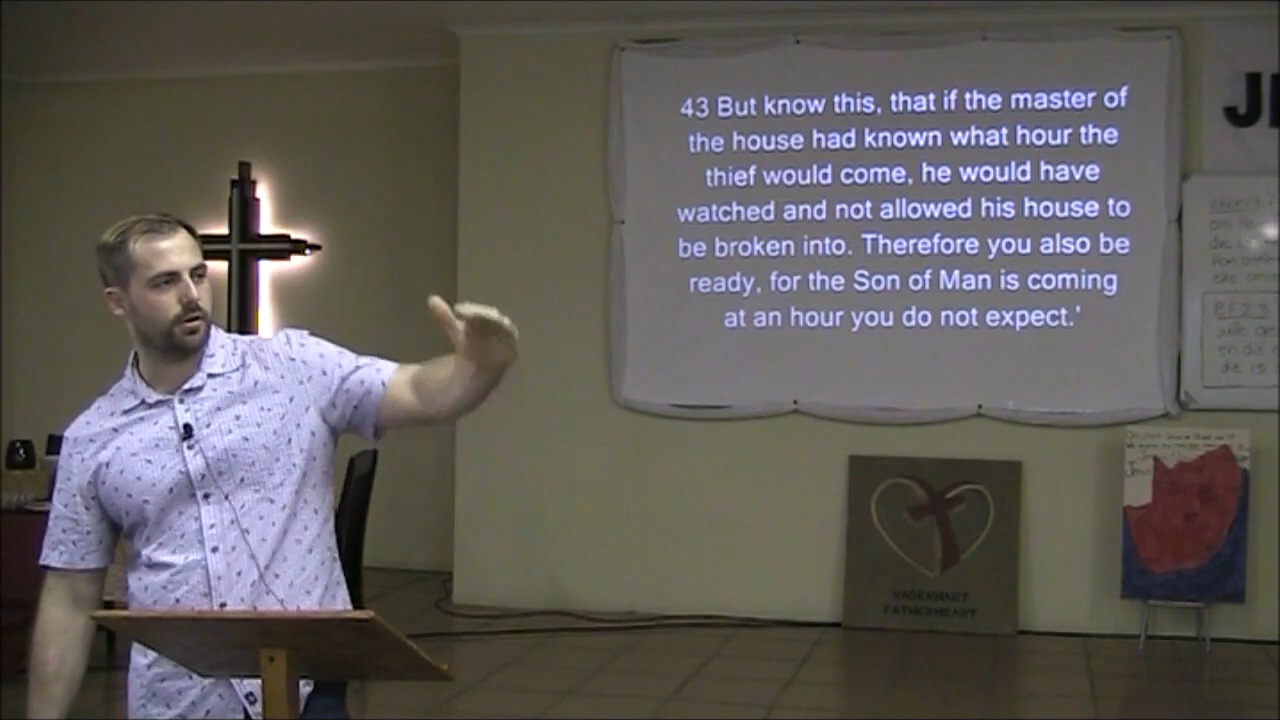 43 But know this, that if the master of
the house had known what hour the
thief would come, he would have
watched and not allowed his house to
be broken into. Therefore you also be
ready, for the Son of Man is coming
at an hour you do not expect.'
VADERHART
FATHERHEART